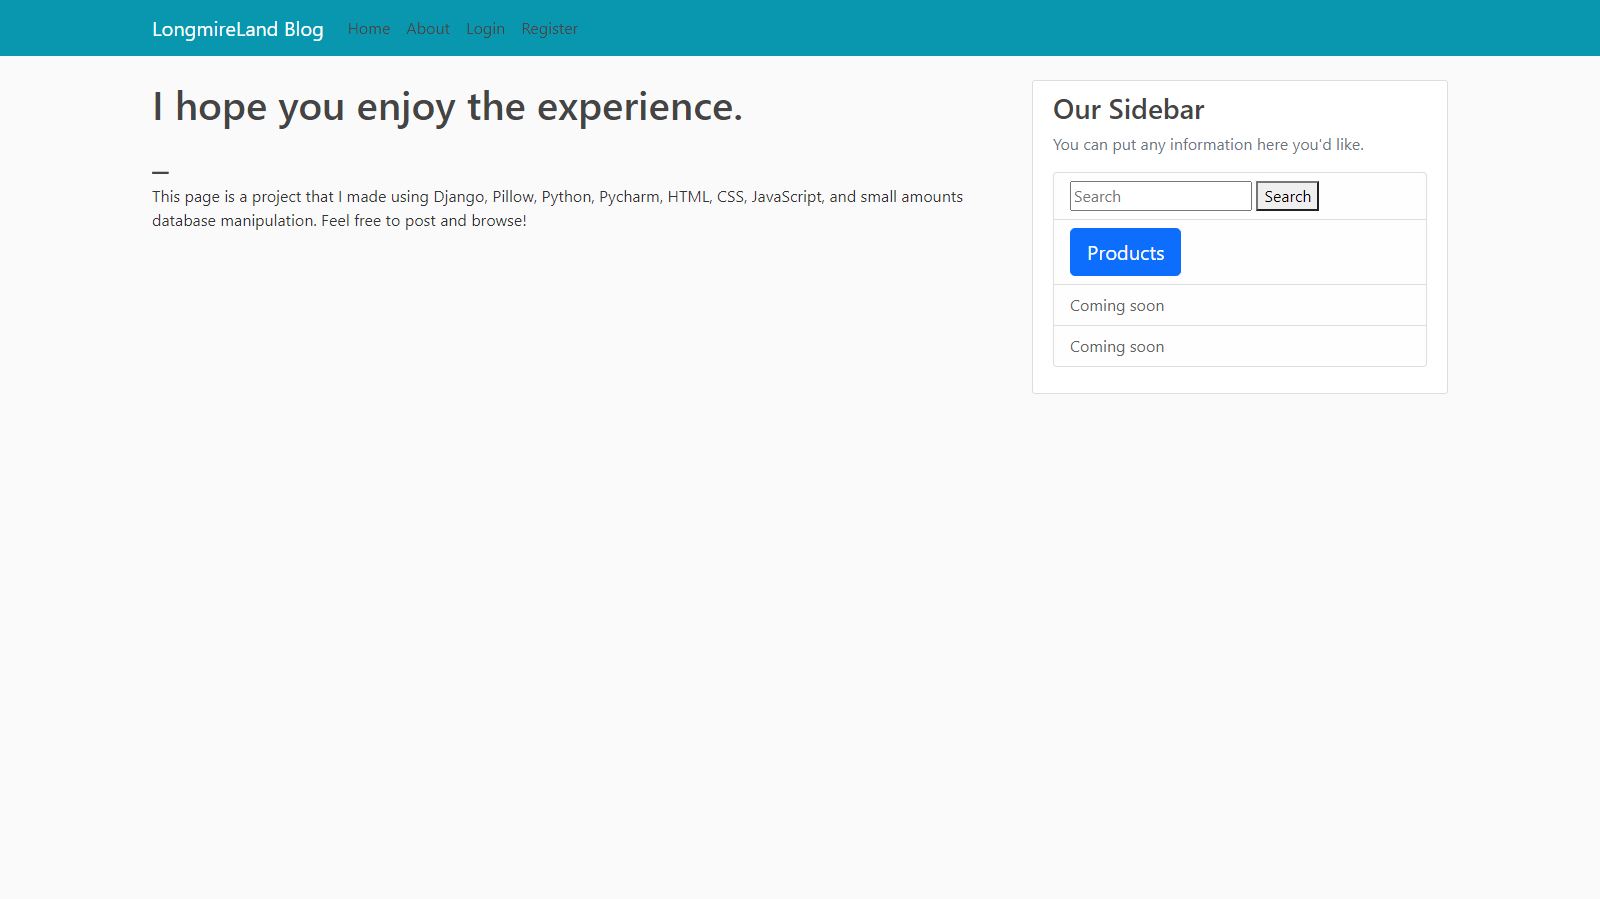 LongmireLand Blog Home About Login Register
I hope you enjoy the experience.
_
This page is a project that I made using Django, Pillow, Python, Pycharm, HTML, CSS, JavaScript, and small amounts
database manipulation. Feel free to post and browse!
Our Sidebar
You can put any information here you'd like.
Search Search
Products
Coming soon
Coming soon